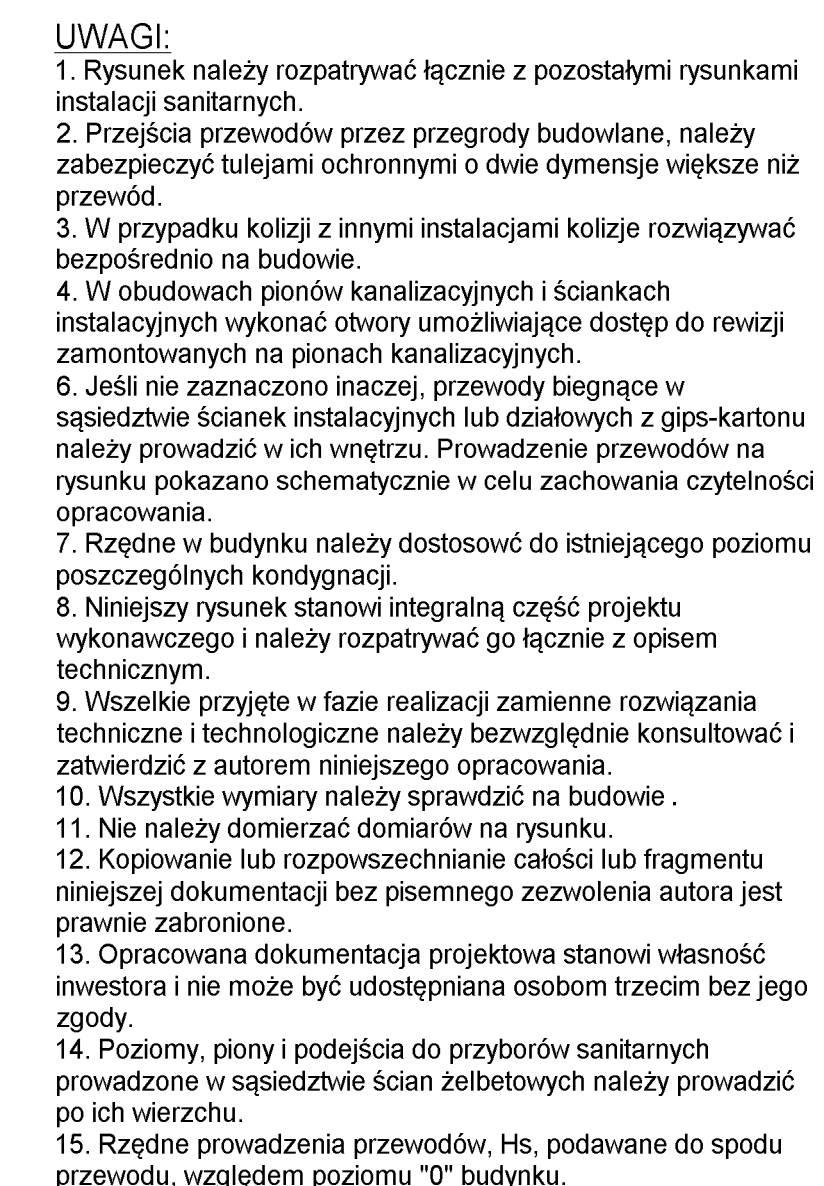 UWAGI:
1. Rysunek należy rozpatrywać łącznie z pozostałymi rysunkami
instalacji sanitarnych.
2. Przejścia przewodów przez przegrody budowlane, należy
zabezpieczyć tulejami ochronnymi o dwie dymensje większe niż
przewód.
3. W przypadku kolizji z innymi instalacjami kolizje rozwiązywać
bezpośrednio na budowie.
4. W obudowach pionów kanalizacyjnych i ściankach
instalacyjnych wykonać otwory umożliwiające dostęp do rewizji
zamontowanych na pionach kanalizacyjnych.
6. Jeśli nie zaznaczono inaczej, przewody biegnące w
sąsiedztwie ścianek instalacyjnych lub działowych z gips-kartonu
należy prowadzić w ich wnętrzu. Prowadzenie przewodów na
rysunku pokazano schematycznie w celu zachowania czytelności
opracowania.
7. Rzędne w budynku należy dostosowć do istniejącego poziomu
poszczególnych kondygnacji.
8. Niniejszy rysunek stanowi integralną część projektu
wykonawczego i należy rozpatrywać go łącznie z opisem
technicznym.
9. Wszelkie przyjęte w fazie realizacji zamienne rozwiązania
techniczne i technologiczne należy bezwzględnie konsultować i
zatwierdzić z autorem niniejszego opracowania.
10. Wszystkie wymiary należy sprawdzić na budowie .
11. Nie należy domierzać domiarów na rysunku.
12. Kopiowanie lub rozpowszechnianie całości lub fragmentu
niniejszej dokumentacji bez pisemnego zezwolenia autora jest
prawnie zabronione.
13. Opracowana dokumentacja projektowa stanowi własność
inwestora i nie może być udostępniana osobom trzecim bez jego
zgody.
14. Poziomy, piony i podejścia do przyborów sanitarnych
prowadzone w sąsiedztwie ścian żelbetowych należy prowadzić
po ich wierzchu.
15. Rzędne prowadzenia przewodów, Hs, podawane do spodu
przewodu, względem poziomu "0" budynku.